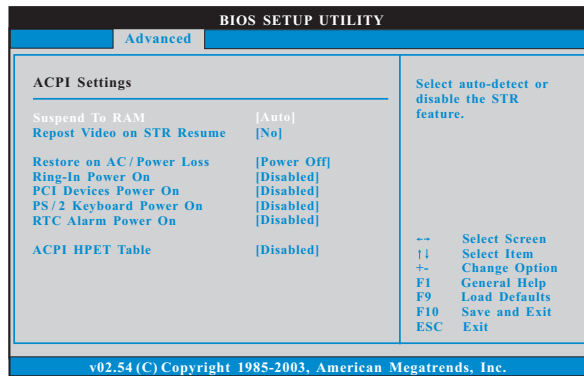 BIOS SETUP UTILITY
Advanced
ACPI Settings
Suspend To RAM [Auto]
Repost Video on STR Resume [No]
Restore on AC / Power Loss [Power Off]
Ring-In Power On [Disabled]
PCI Devices Power On [Disabled]
PS / 2 Keyboard Power On [Disabled]
RTC Alarm Power On [Disabled]
ACPI HPET Table [Disabled]
Select auto-detect or
disable the STR
feature.
←→ Select Screen
↑↓ Select Item
+- Change Option
F1 General Help
F9 Load Defaults
F10 Save and Exit
ESC Exit
v02.54 (C) Copyright 1985-2003, American Megatrends, Inc.